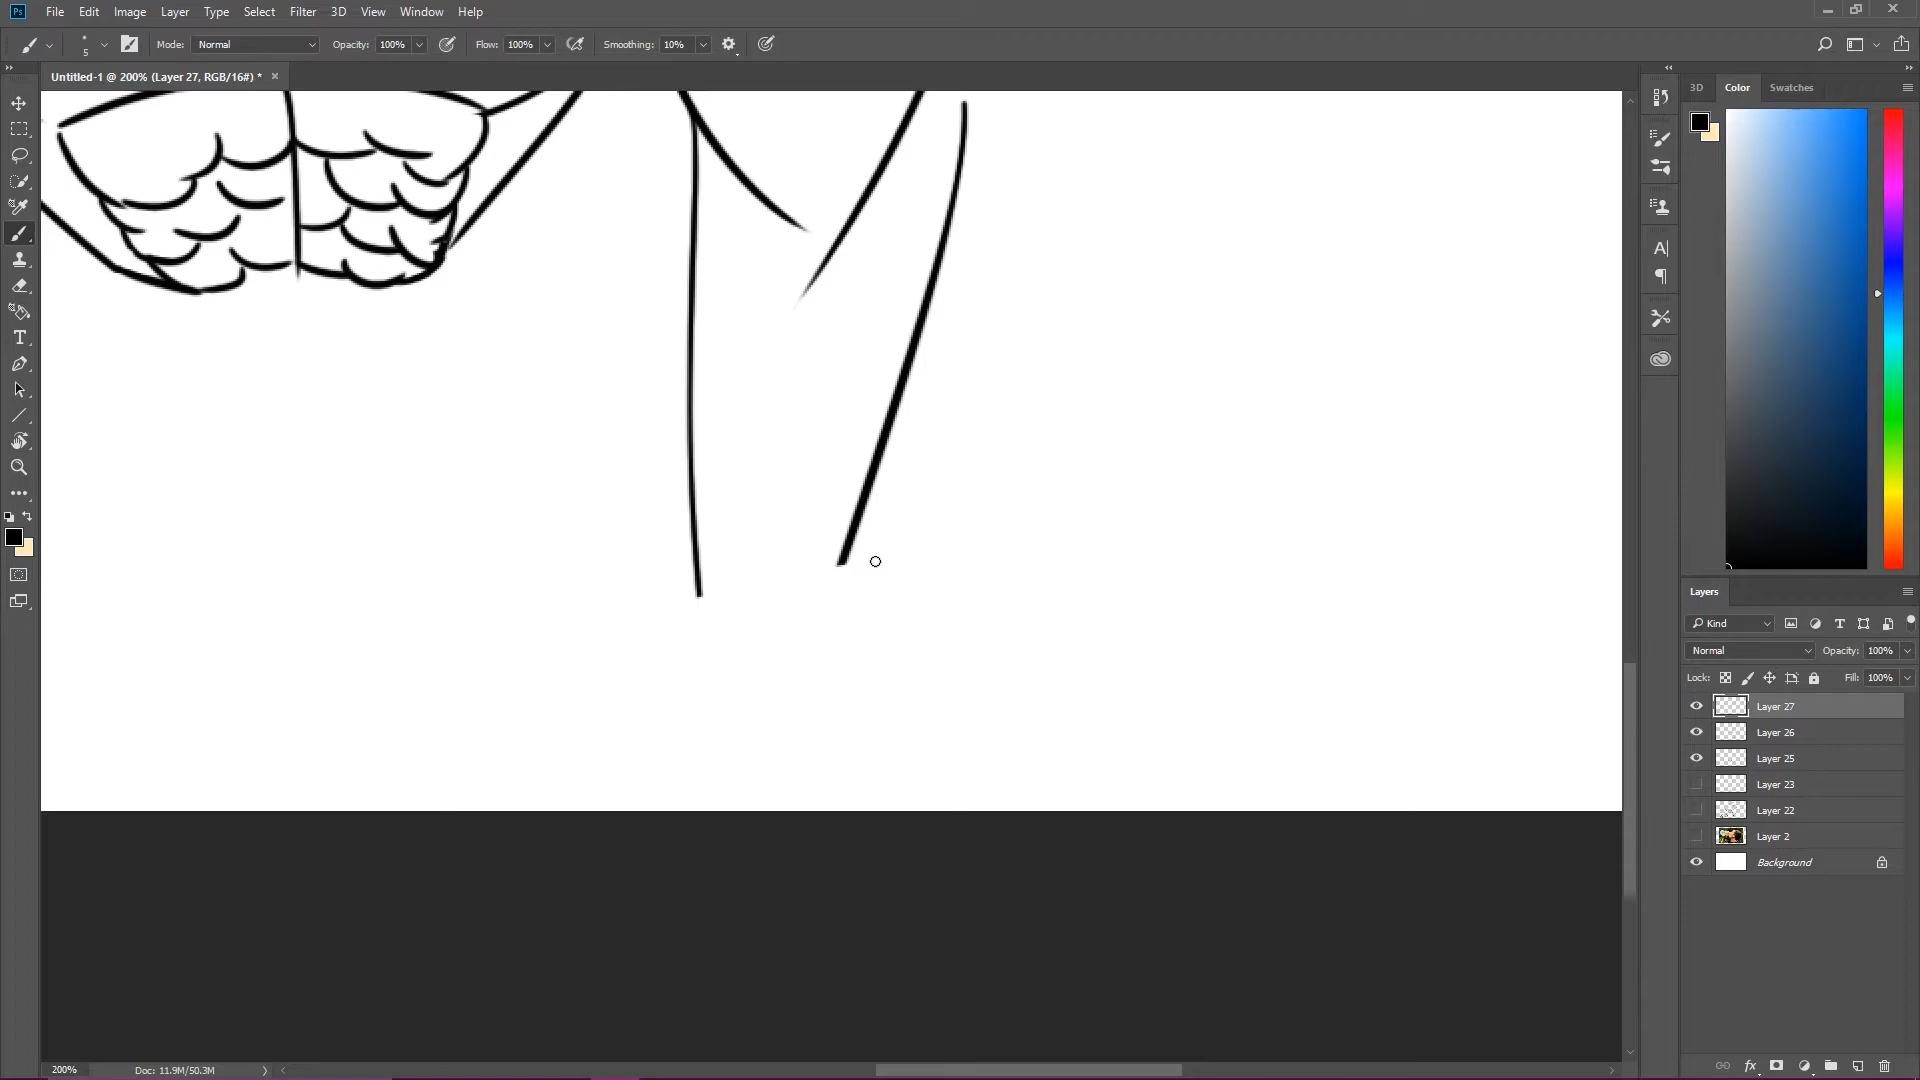 Ps File Edit Image Layer Type Select Filter 3D View Window Help
5 Mode: Normal Opacity: 100% Flow: 100% Smoothing: 10%
Untitled-1 @ 200% (Layer 27, RGB/16#) * ×
3D Color Swatches
Layers
Kind
Normal Opacity: 100%
Lock: Fill: 100%
Layer 27
Layer 26
Layer 25
Layer 23
Layer 22
Layer 2
Background
200% Doc: 11.9M/50.3M